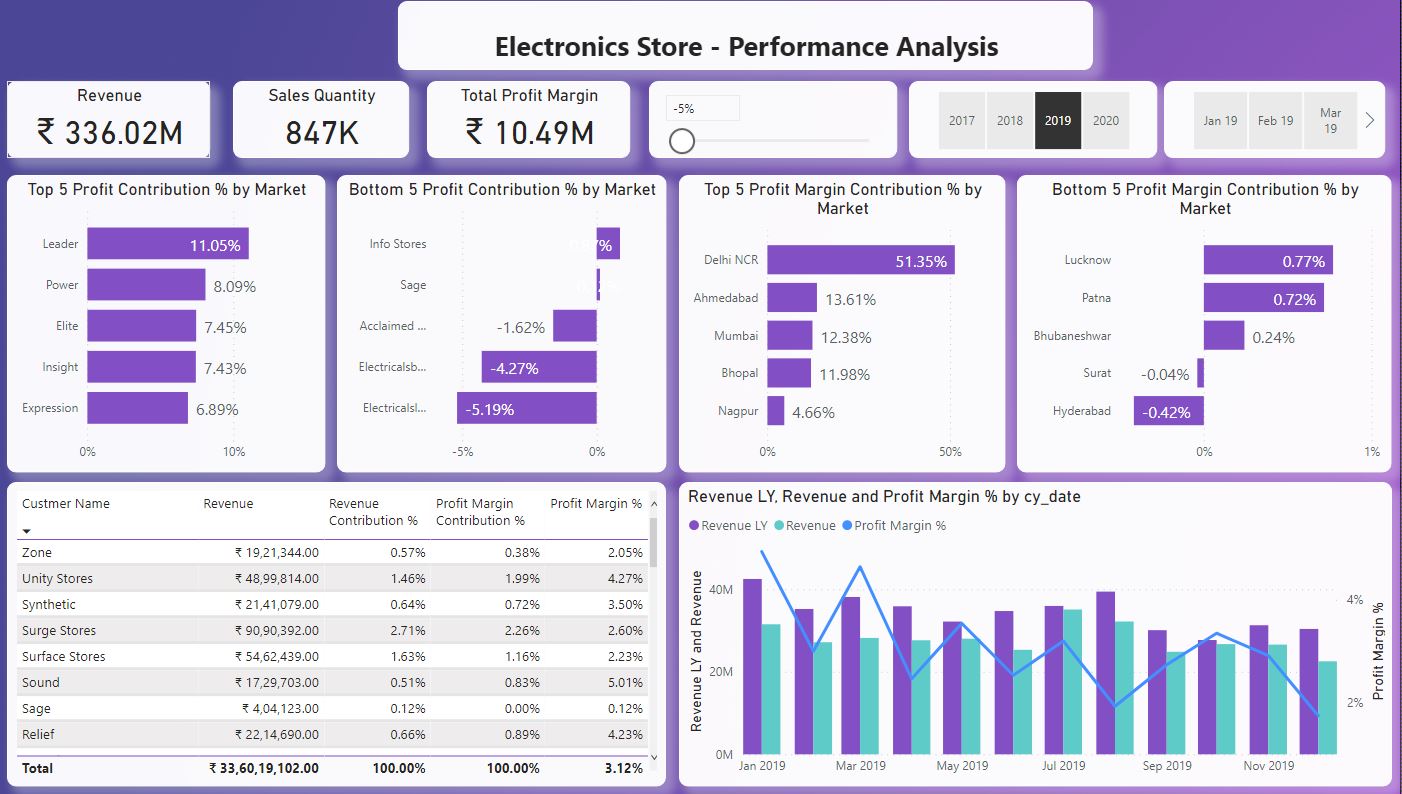 Electronics Store - Performance Analysis
Revenue
₹ 336.02M
Sales Quantity
847K
Total Profit Margin
₹ 10.49M
-5%
2017 2018 2019 2020
Jan 19 Feb 19 Mar 19
Top 5 Profit Contribution % by Market
Leader 11.05%
Power 8.09%
Elite 7.45%
Insight 7.43%
Expression 6.89%
0% 10%
Bottom 5 Profit Contribution % by Market
Info Stores
Sage
Acclaimed ... -1.62%
Electricalsb... -4.27%
Electricalsl... -5.19%
-5% 0%
Top 5 Profit Margin Contribution % by
Market
Delhi NCR 51.35%
Ahmedabad 13.61%
Mumbai 12.38%
Bhopal 11.98%
Nagpur 4.66%
0% 50%
Bottom 5 Profit Margin Contribution % by
Market
Lucknow 0.77%
Patna 0.72%
Bhubaneshwar 0.24%
Surat -0.04%
Hyderabad -0.42%
0% 1%
Custmer Name Revenue Revenue Contribution % Profit Margin Contribution % Profit Margin %
Zone ₹ 19,21,344.00 0.57% 0.38% 2.05%
Unity Stores ₹ 48,99,814.00 1.46% 1.99% 4.27%
Synthetic ₹ 21,41,079.00 0.64% 0.72% 3.50%
Surge Stores ₹ 90,90,392.00 2.71% 2.26% 2.60%
Surface Stores ₹ 54,62,439.00 1.63% 1.16% 2.23%
Sound ₹ 17,29,703.00 0.51% 0.83% 5.01%
Sage ₹ 4,04,123.00 0.12% 0.00% 0.12%
Relief ₹ 22,14,690.00 0.66% 0.89% 4.23%
Total ₹ 33,60,19,102.00 100.00% 100.00% 3.12%
Revenue LY, Revenue and Profit Margin % by cy_date
Revenue LY Revenue Profit Margin %
Revenue LY and Revenue
40M
20M
0M
4%
2%
Profit Margin %
Jan 2019 Mar 2019 May 2019 Jul 2019 Sep 2019 Nov 2019